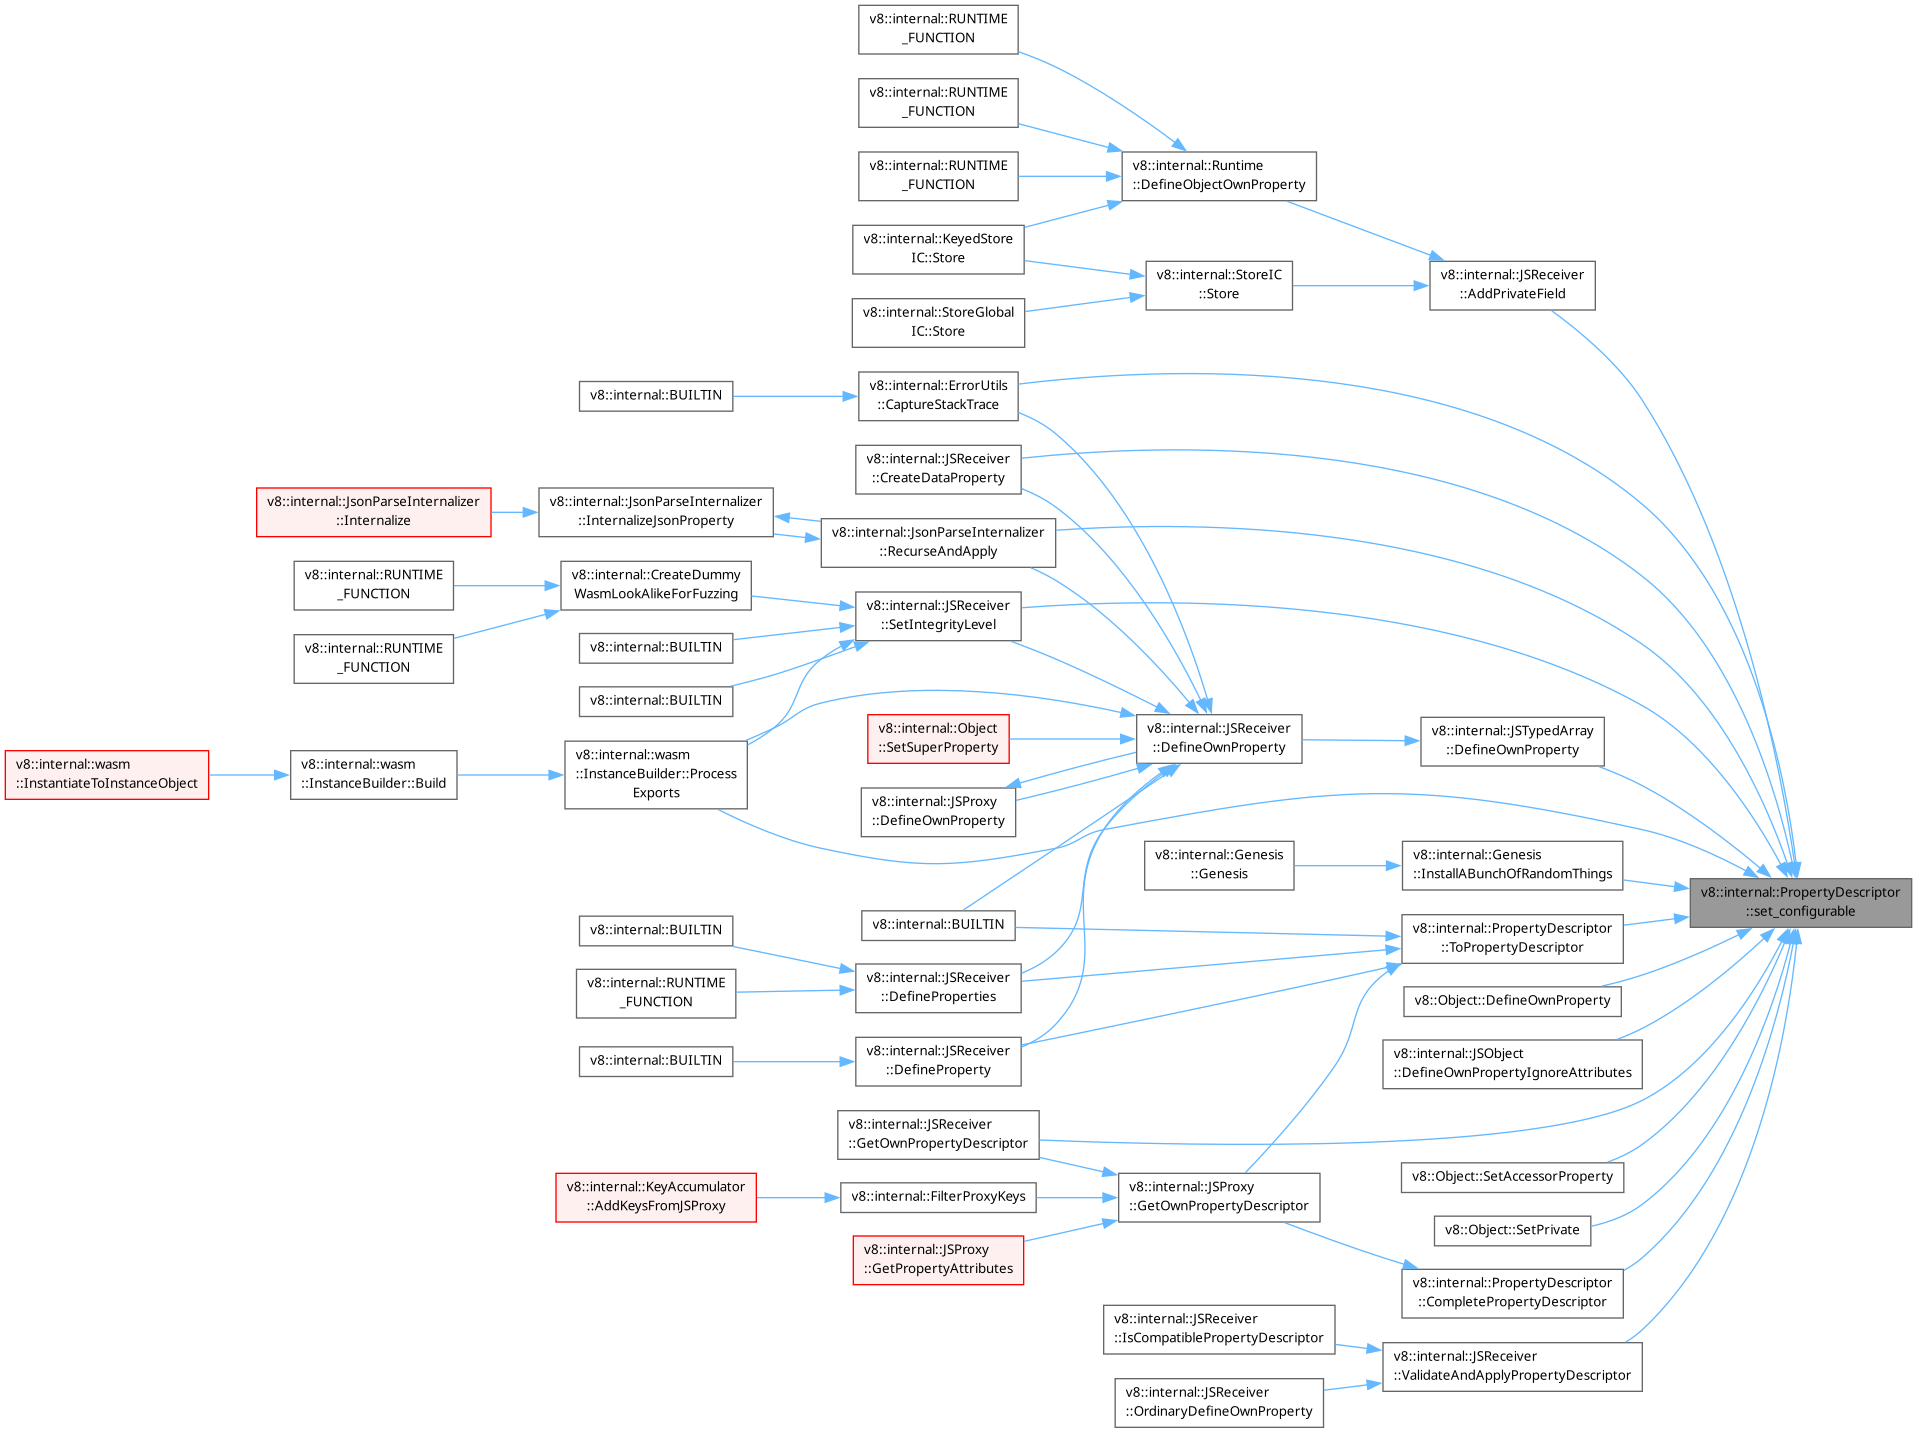 v8::internal::RUNTIME
_FUNCTION
v8::internal::RUNTIME
_FUNCTION
v8::internal::RUNTIME
_FUNCTION
v8::internal::Runtime
::DefineObjectOwnProperty
v8::internal::KeyedStore
IC::Store
v8::internal::StoreIC
::Store
v8::internal::JSReceiver
::AddPrivateField
v8::internal::StoreGlobal
IC::Store
v8::internal::BUILTIN
v8::internal::ErrorUtils
::CaptureStackTrace
v8::internal::JSReceiver
::CreateDataProperty
v8::internal::JsonParseInternalizer
::Internalize
v8::internal::JsonParseInternalizer
::InternalizeJsonProperty
v8::internal::JsonParseInternalizer
::RecurseAndApply
v8::internal::RUNTIME
_FUNCTION
v8::internal::CreateDummy
WasmLookAlikeForFuzzing
v8::internal::JSReceiver
::SetIntegrityLevel
v8::internal::RUNTIME
_FUNCTION
v8::internal::BUILTIN
v8::internal::BUILTIN
v8::internal::Object
::SetSuperProperty
v8::internal::JSReceiver
::DefineOwnProperty
v8::internal::JSTypedArray
::DefineOwnProperty
v8::internal::wasm
::InstantiateToInstanceObject
v8::internal::wasm
::InstanceBuilder::Build
v8::internal::wasm
::InstanceBuilder::Process
Exports
v8::internal::JSProxy
::DefineOwnProperty
v8::internal::Genesis
::Genesis
v8::internal::Genesis
::InstallABunchOfRandomThings
v8::internal::PropertyDescriptor
::set_configurable
v8::internal::BUILTIN
v8::internal::BUILTIN
v8::internal::PropertyDescriptor
::ToPropertyDescriptor
v8::internal::RUNTIME
_FUNCTION
v8::internal::JSReceiver
::DefineProperties
v8::Object::DefineOwnProperty
v8::internal::BUILTIN
v8::internal::JSReceiver
::DefineProperty
v8::internal::JSObject
::DefineOwnPropertyIgnoreAttributes
v8::internal::JSReceiver
::GetOwnPropertyDescriptor
v8::internal::KeyAccumulator
::AddKeysFromJSProxy
v8::internal::FilterProxyKeys
v8::internal::JSProxy
::GetOwnPropertyDescriptor
v8::Object::SetAccessorProperty
v8::Object::SetPrivate
v8::internal::JSProxy
::GetPropertyAttributes
v8::internal::PropertyDescriptor
::CompletePropertyDescriptor
v8::internal::JSReceiver
::IsCompatiblePropertyDescriptor
v8::internal::JSReceiver
::ValidateAndApplyPropertyDescriptor
v8::internal::JSReceiver
::OrdinaryDefineOwnProperty